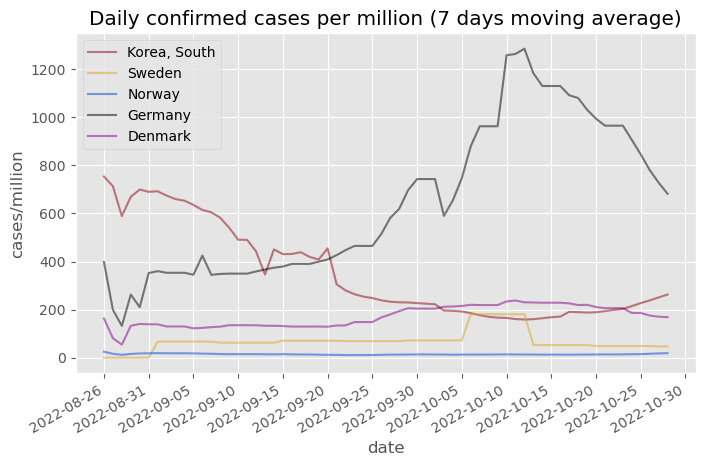 Daily confirmed cases per million (7 days moving average)
Korea, South
Sweden
Norway
Germany
Denmark
cases/million
1200
1000
800
600
400
200
0
2022-08-26
2022-08-31
2022-09-05
2022-09-10
2022-09-15
2022-09-20
2022-09-25
2022-09-30
2022-10-05
2022-10-10
2022-10-15
2022-10-20
2022-10-25
2022-10-30
date